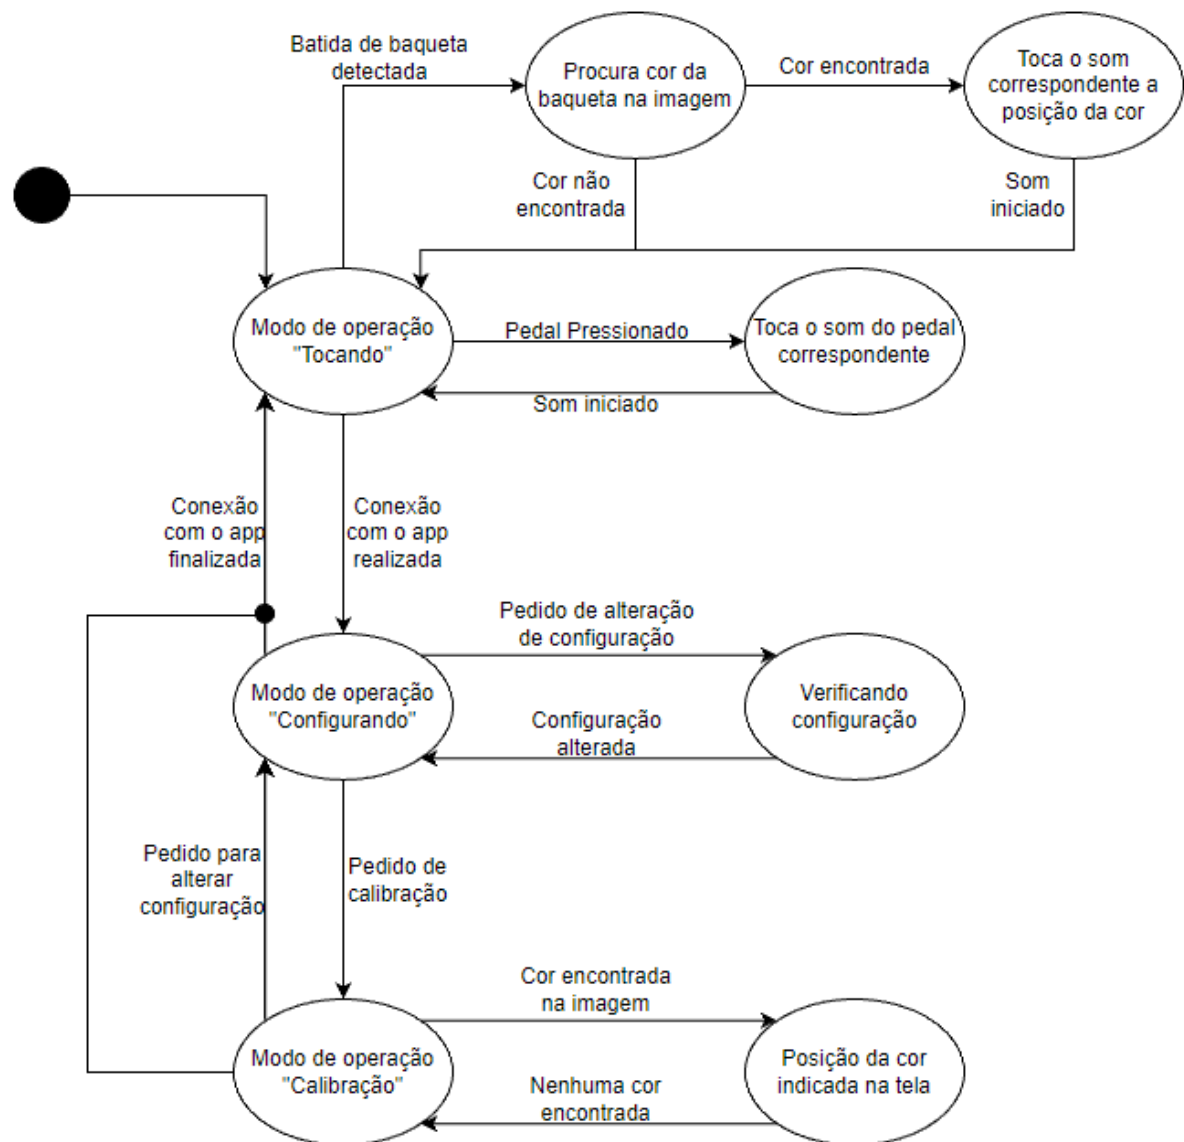 Batida de baqueta
detectada
Procura cor da
baqueta na imagem
Cor encontrada
Toca o som
correspondente a
posição da cor
Cor não
encontrada
Som
iniciado
Modo de operação
"Tocando"
Pedal Pressionado
Toca o som do pedal
correspondente
Som iniciado
Conexão
com o app
finalizada
Conexão
com o app
realizada
Pedido de alteração
de configuração
Modo de operação
"Configurando"
Verificando
configuração
Configuração
alterada
Pedido para
alterar
configuração
Pedido de
calibração
Cor encontrada
na imagem
Modo de operação
"Calibração"
Posição da cor
indicada na tela
Nenhuma cor
encontrada